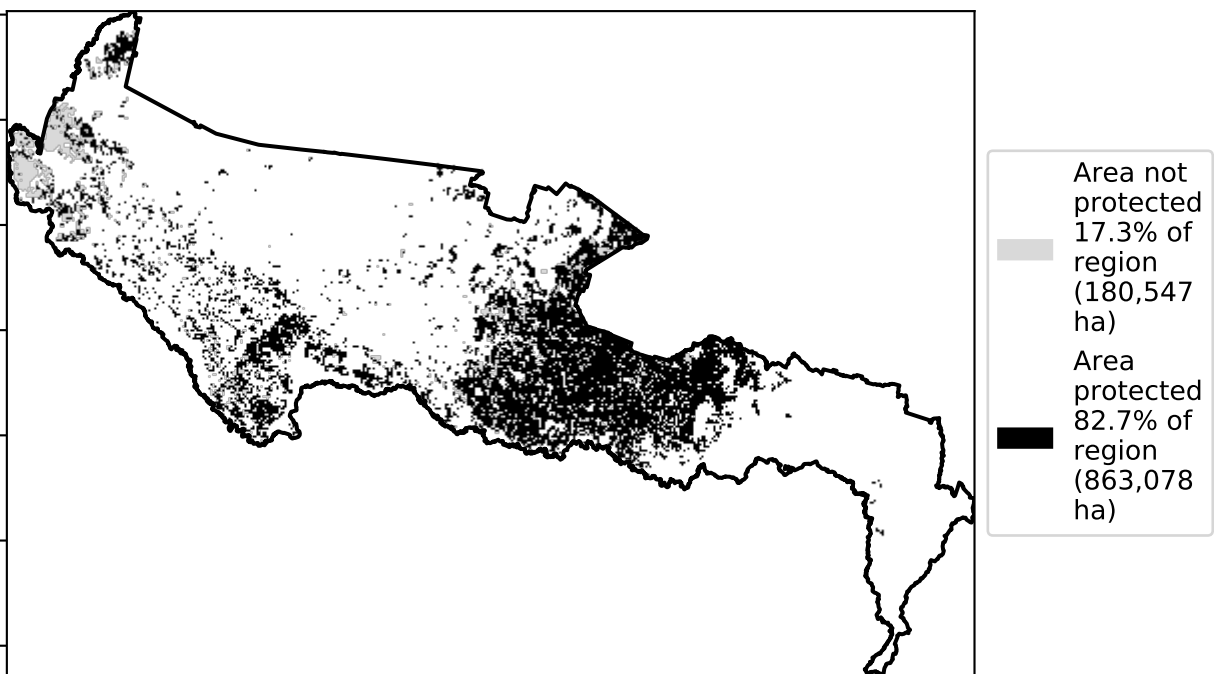 Area not
protected
17.3% of
region
(180,547
ha)
Area
protected
82.7% of
region
(863,078
ha)